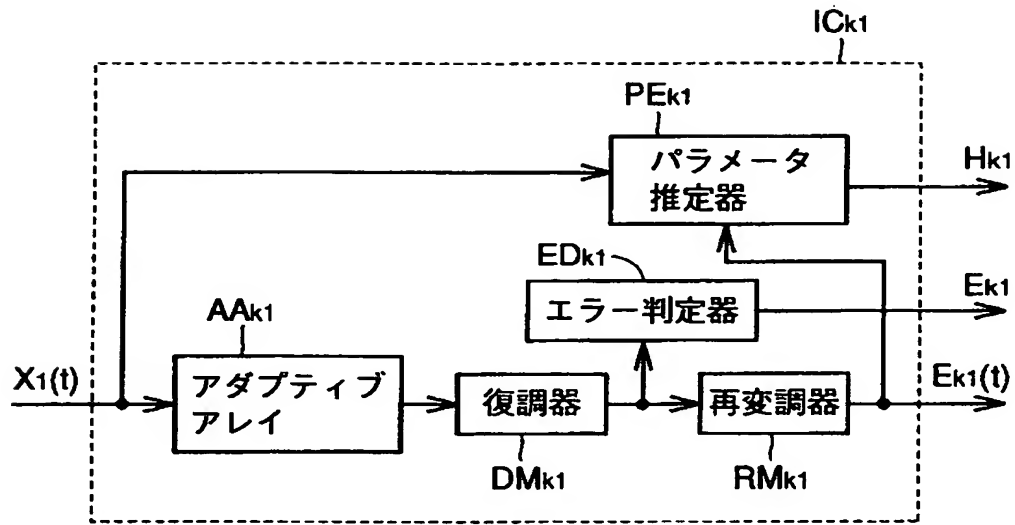 ICk1
PEk1
パラメータ
推定器
Hk1
EDk1
エラー判定器
Ek1
AAk1
X1(t)
アダプティブ
アレイ
復調器
再変調器
Ek1(t)
DMk1
RMk1